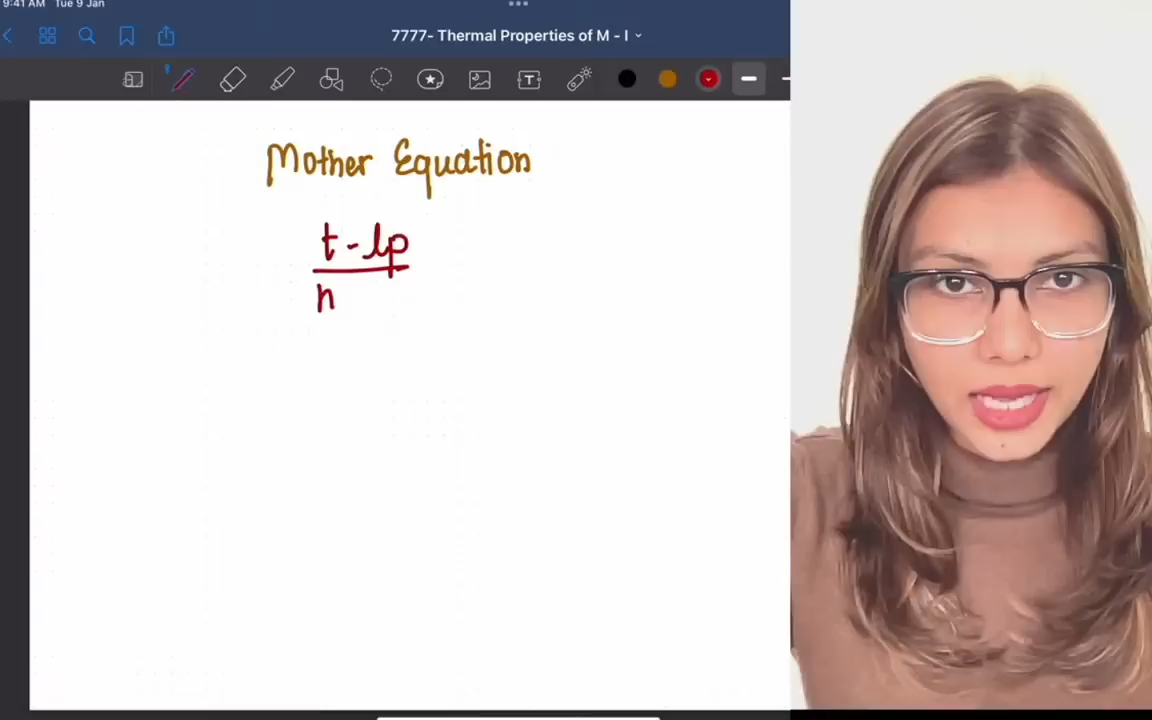 9:41 AM Tue 9 Jan
7777- Thermal Properties of M - I
T
Mother Equation
t - lp
n